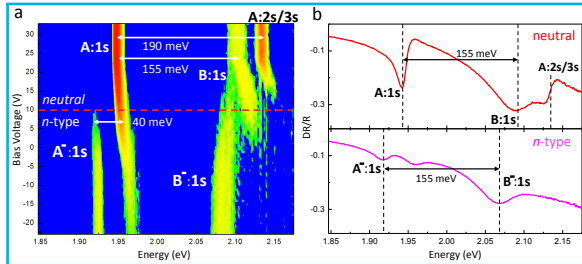 a
A:2s/3s
A:1s
190 meV
155 meV
B:1s
neutral
n-type
40 meV
A⁻:1s
B⁻:1s
Bias Voltage (V)
30
25
20
15
10
5
0
-5
-10
-15
-20
1.85 1.90 1.95 2.00 2.05 2.10 2.15
Energy (eV)
b
neutral
155 meV
A:2s/3s
A:1s
B:1s
-0.1
-0.3
DR/R
n-type
A⁻:1s
B⁻:1s
155 meV
-0.1
-0.3
1.85 1.90 1.95 2.00 2.05 2.10 2.15
Energy (eV)